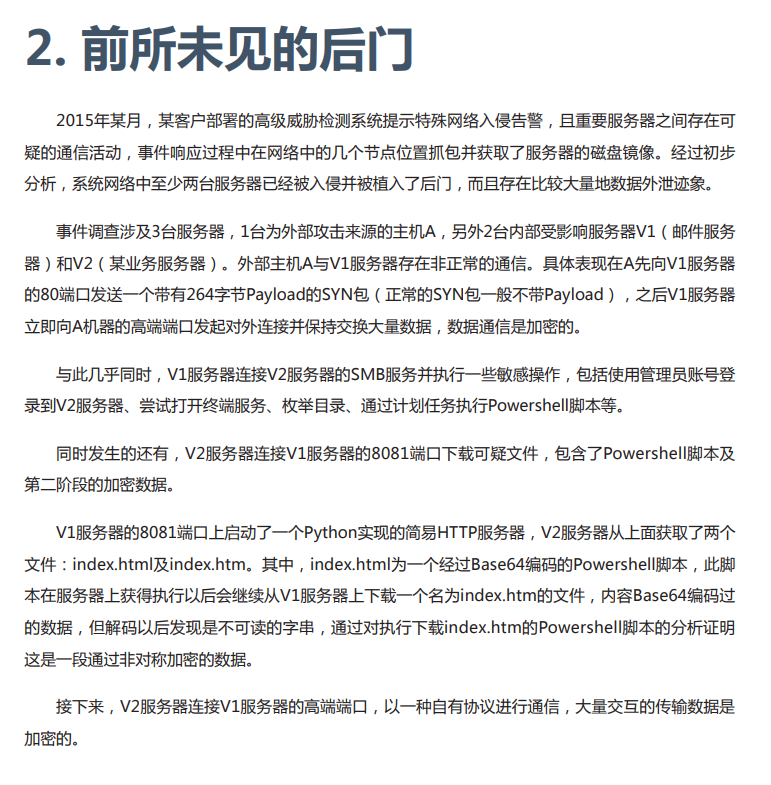 2. 前所未见的后门
2015年某月，某客户部署的高级威胁检测系统提示特殊网络入侵告警，且重要服务器之间存在可
疑的通信活动，事件响应过程中在网络中的几个节点位置抓包并获取了服务器的磁盘镜像。经过初步
分析，系统网络中至少两台服务器已经被入侵并被植入了后门，而且存在比较大量地数据外泄迹象。
事件调查涉及3台服务器，1台为外部攻击来源的主机A，另外2台内部受影响服务器V1（邮件服务
器）和V2（某业务服务器）。外部主机A与V1服务器存在非正常的通信。具体表现在A先向V1服务器
的80端口发送一个带有264字节Payload的SYN包（正常的SYN包一般不带Payload），之后V1服务器
立即向A机器的高端端口发起对外连接并保持交换大量数据，数据通信是加密的。
与此几乎同时，V1服务器连接V2服务器的SMB服务并执行一些敏感操作，包括使用管理员账号登
录到V2服务器、尝试打开终端服务、枚举目录、通过计划任务执行Powershell脚本等。
同时发生的还有，V2服务器连接V1服务器的8081端口下载可疑文件，包含了Powershell脚本及
第二阶段的加密数据。
V1服务器的8081端口上启动了一个Python实现的简易HTTP服务器，V2服务器从上面获取了两个
文件：index.html及index.htm。其中，index.html为一个经过Base64编码的Powershell脚本，此脚
本在服务器上获得执行以后会继续从V1服务器上下载一个名为index.htm的文件，内容Base64编码过
的数据，但解码以后发现是不可读的字串，通过对执行下载index.htm的Powershell脚本的分析证明
这是一段通过非对称加密的数据。
接下来，V2服务器连接V1服务器的高端端口，以一种自有协议进行通信，大量交互的传输数据是
加密的。